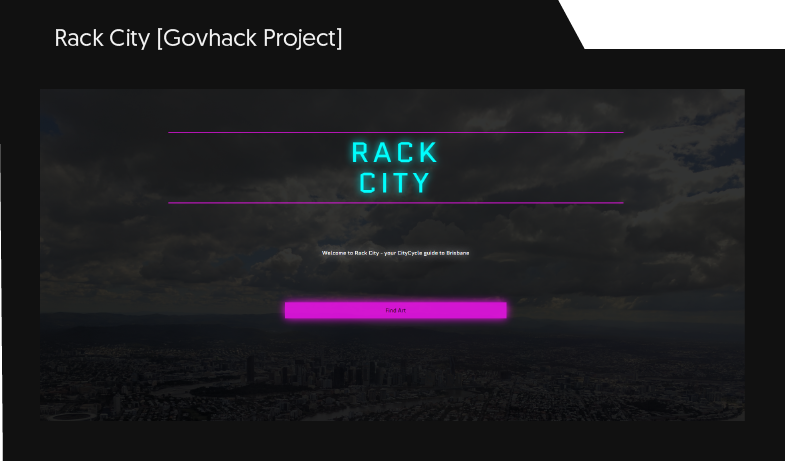 Rack City [Govhack Project]
RACK
CITY
Welcome to Rack City - your CityCycle guide to Brisbane
Find Art